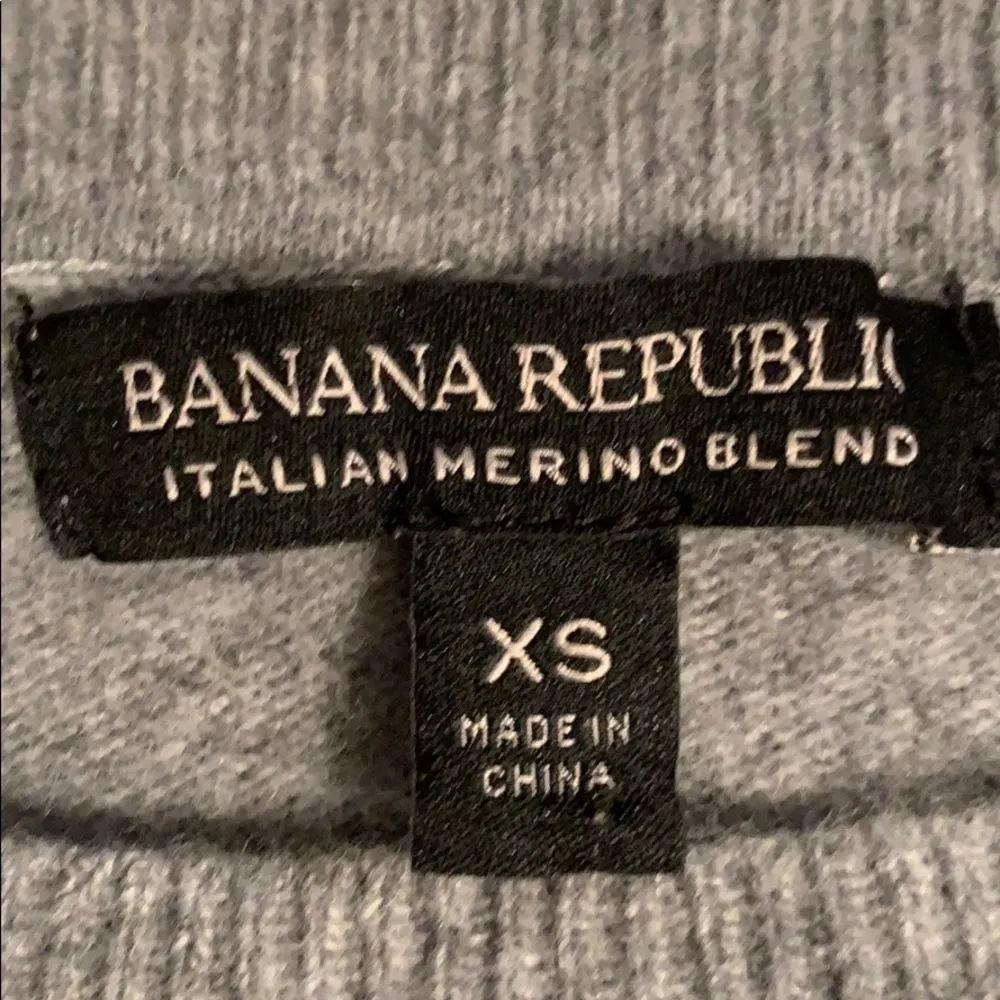 BANANA REPUBLIC
ITALIAN MERINO BLEND
XS
MADE IN
CHINA